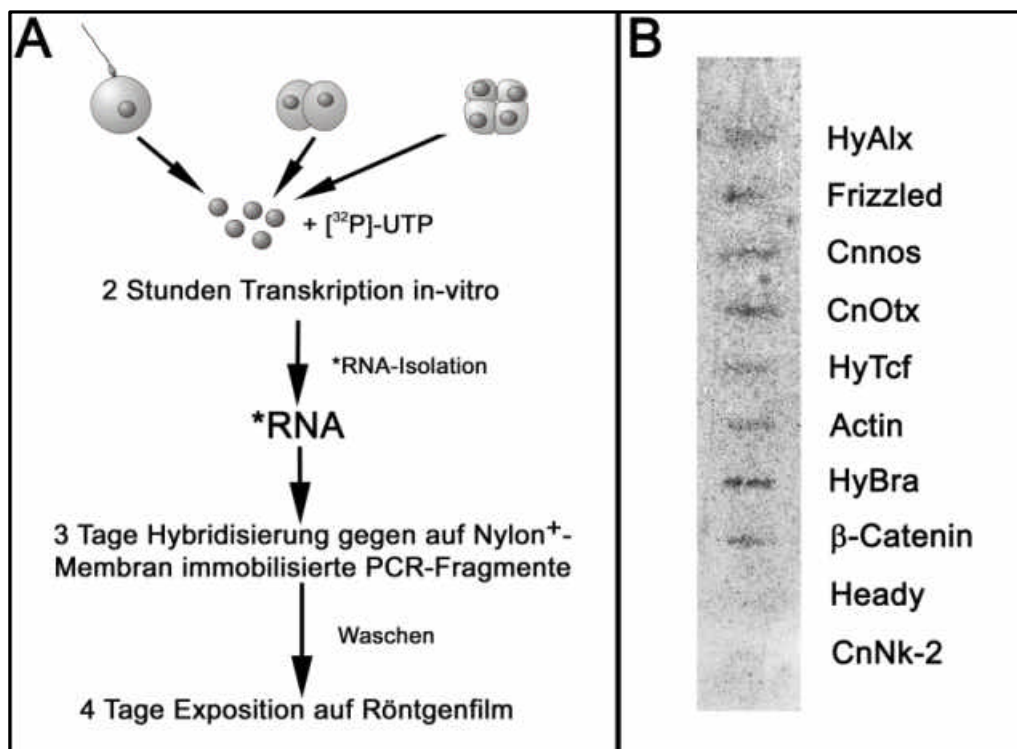 A
+ [³²P]-UTP
2 Stunden Transkription in-vitro
*RNA-Isolation
*RNA
3 Tage Hybridisierung gegen auf Nylon⁺-
Membran immobilisierte PCR-Fragmente
Waschen
4 Tage Exposition auf Röntgenfilm
B
HyAlx
Frizzled
Cnnos
CnOtx
HyTcf
Actin
HyBra
β-Catenin
Heady
CnNk-2